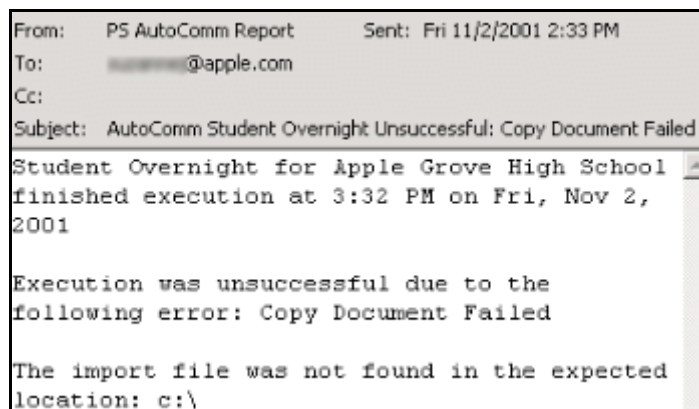 From: PS AutoComm Report Sent: Fri 11/2/2001 2:33 PM
To: @apple.com
Cc:
Subject: AutoComm Student Overnight Unsuccessful: Copy Document Failed
Student Overnight for Apple Grove High School
finished execution at 3:32 PM on Fri, Nov 2,
2001
Execution was unsuccessful due to the
following error: Copy Document Failed
The import file was not found in the expected
location: c:\